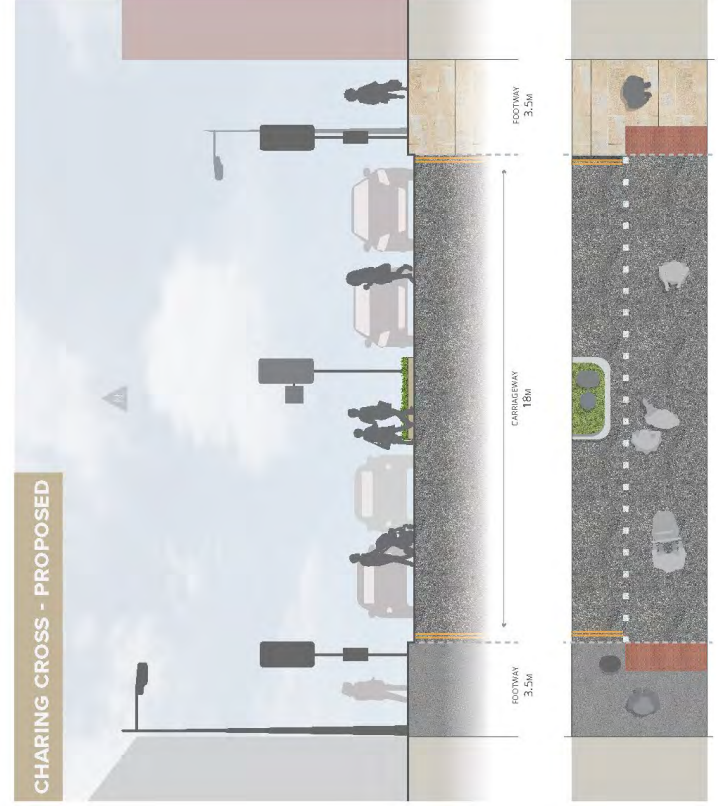 CHARING CROSS - PROPOSED
FOOTWAY
3.5M
CARRIAGEWAY
18M
FOOTWAY
3.5M